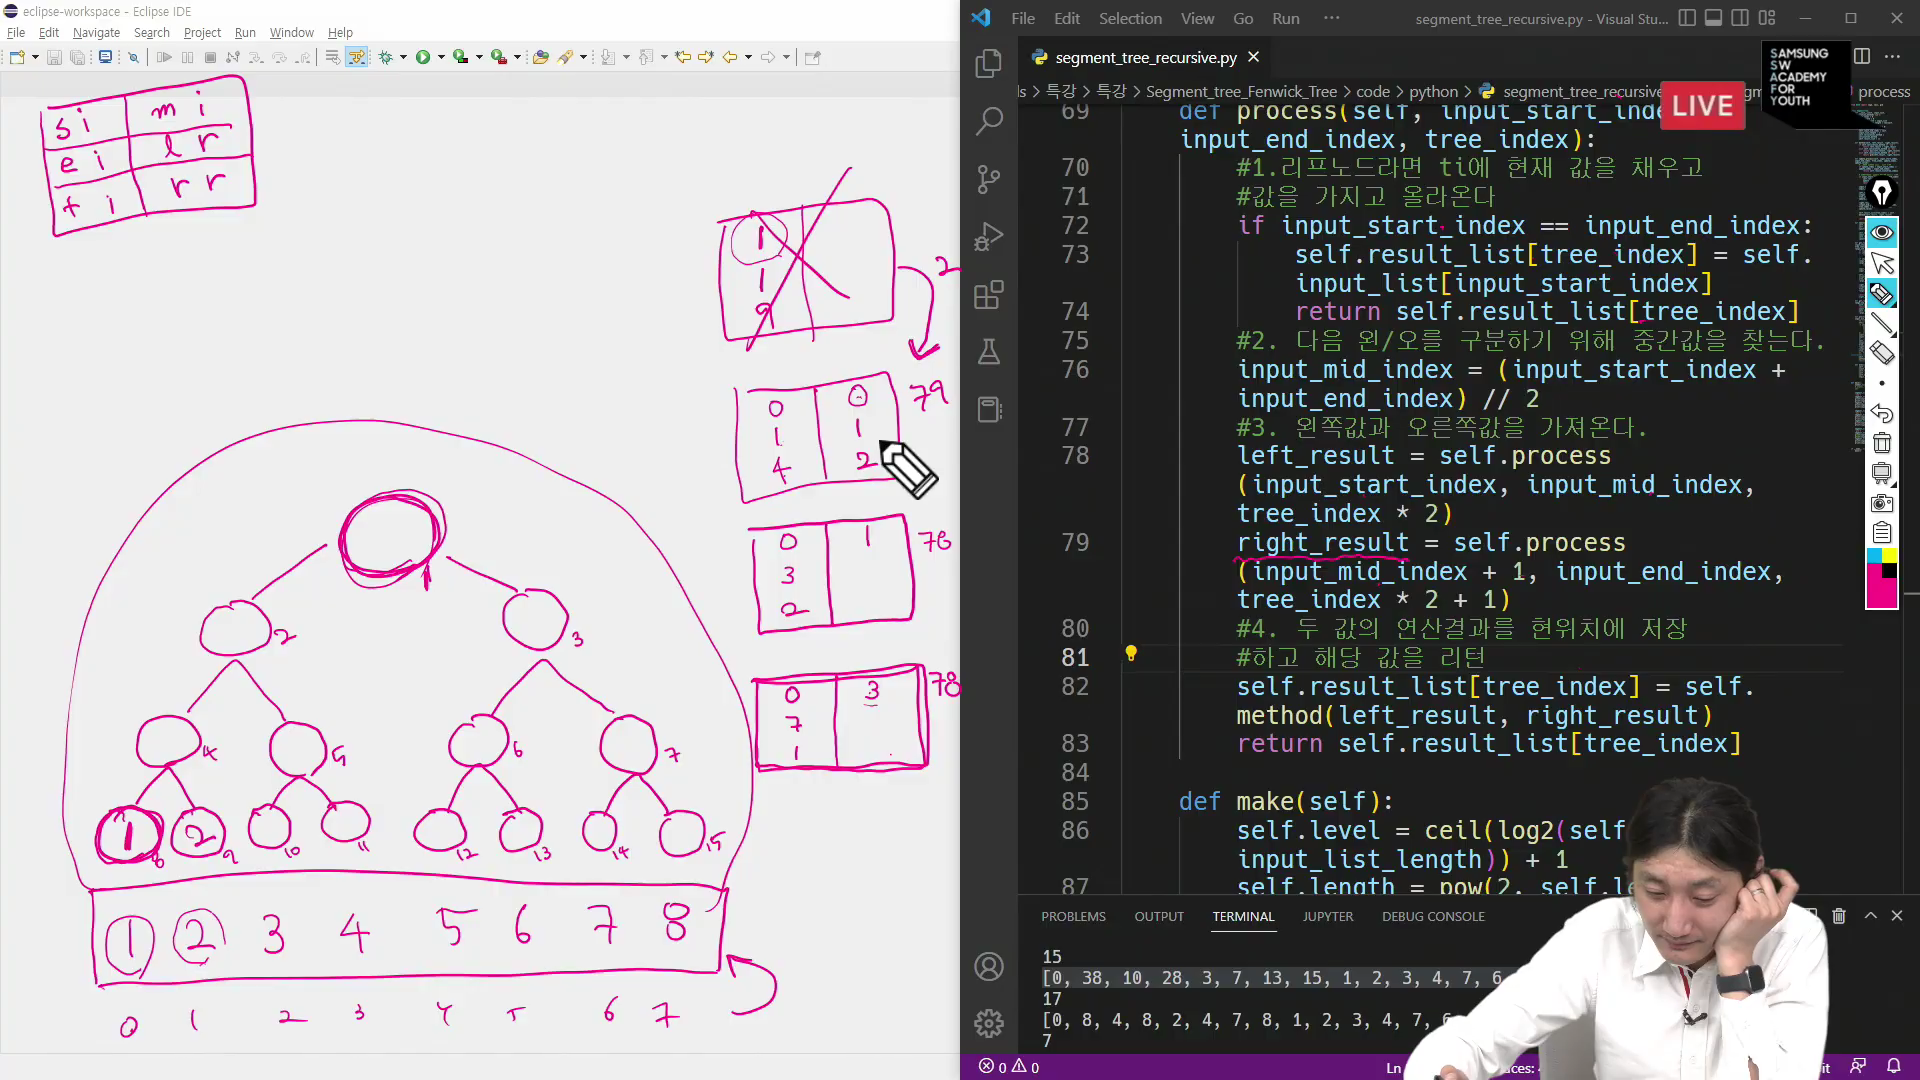 eclipse-workspace - Eclipse IDE
File Edit Navigate Search Project Run Window Help
si mi
ei lr
ti rr
1
1
9
2
0 0
1 1
4 2
79
0 1
3
2
78
0 3
7
1
78
1
2 3
4 5 6 7
1 2
8 9 10 11 12 13 14 15
1 2 3 4 5 6 7 8
0 1 2 3 4 5 6 7
File Edit Selection View Go Run ···
segment_tree_recursive.py - Visual Stu...
segment_tree_recursive.py
ls > 특강 > 특강 > Segment_tree_Fenwick_Tree > code > python > segment_tree_recursive process
LIVE
SAMSUNG
SW
ACADEMY
FOR
YOUTH
69 def process(self, input_start_inde
input_end_index, tree_index):
70 #1.리프노드라면 ti에 현재 값을 채우고
71 #값을 가지고 올라온다
72 if input_start_index == input_end_index:
73 self.result_list[tree_index] = self.
input_list[input_start_index]
74 return self.result_list[tree_index]
75 #2. 다음 왼/오를 구분하기 위해 중간값을 찾는다.
76 input_mid_index = (input_start_index +
input_end_index) // 2
77 #3. 왼쪽값과 오른쪽값을 가져온다.
78 left_result = self.process
(input_start_index, input_mid_index,
tree_index * 2)
79 right_result = self.process
(input_mid_index + 1, input_end_index,
tree_index * 2 + 1)
80 #4. 두 값의 연산결과를 현위치에 저장
81 #하고 해당 값을 리턴
82 self.result_list[tree_index] = self.
method(left_result, right_result)
83 return self.result_list[tree_index]
84
85 def make(self):
86 self.level = ceil(log2(self
input_list_length)) + 1
87 self.length = pow(2, self.le
PROBLEMS OUTPUT TERMINAL JUPYTER DEBUG CONSOLE
15
[0, 38, 10, 28, 3, 7, 13, 15, 1, 2, 3, 4, 7, 6
17
[0, 8, 4, 8, 2, 4, 7, 8, 1, 2, 3, 4, 7, 6
7
0 0 Ln